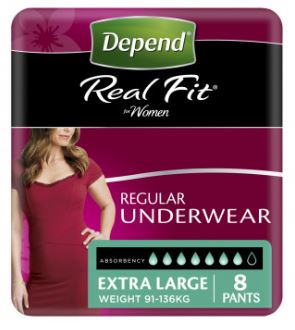 Depend®
Real Fit®
for Women
REGULAR
UNDERWEAR
ABSORBENCY
EXTRA LARGE
WEIGHT 91-136KG
8
PANTS